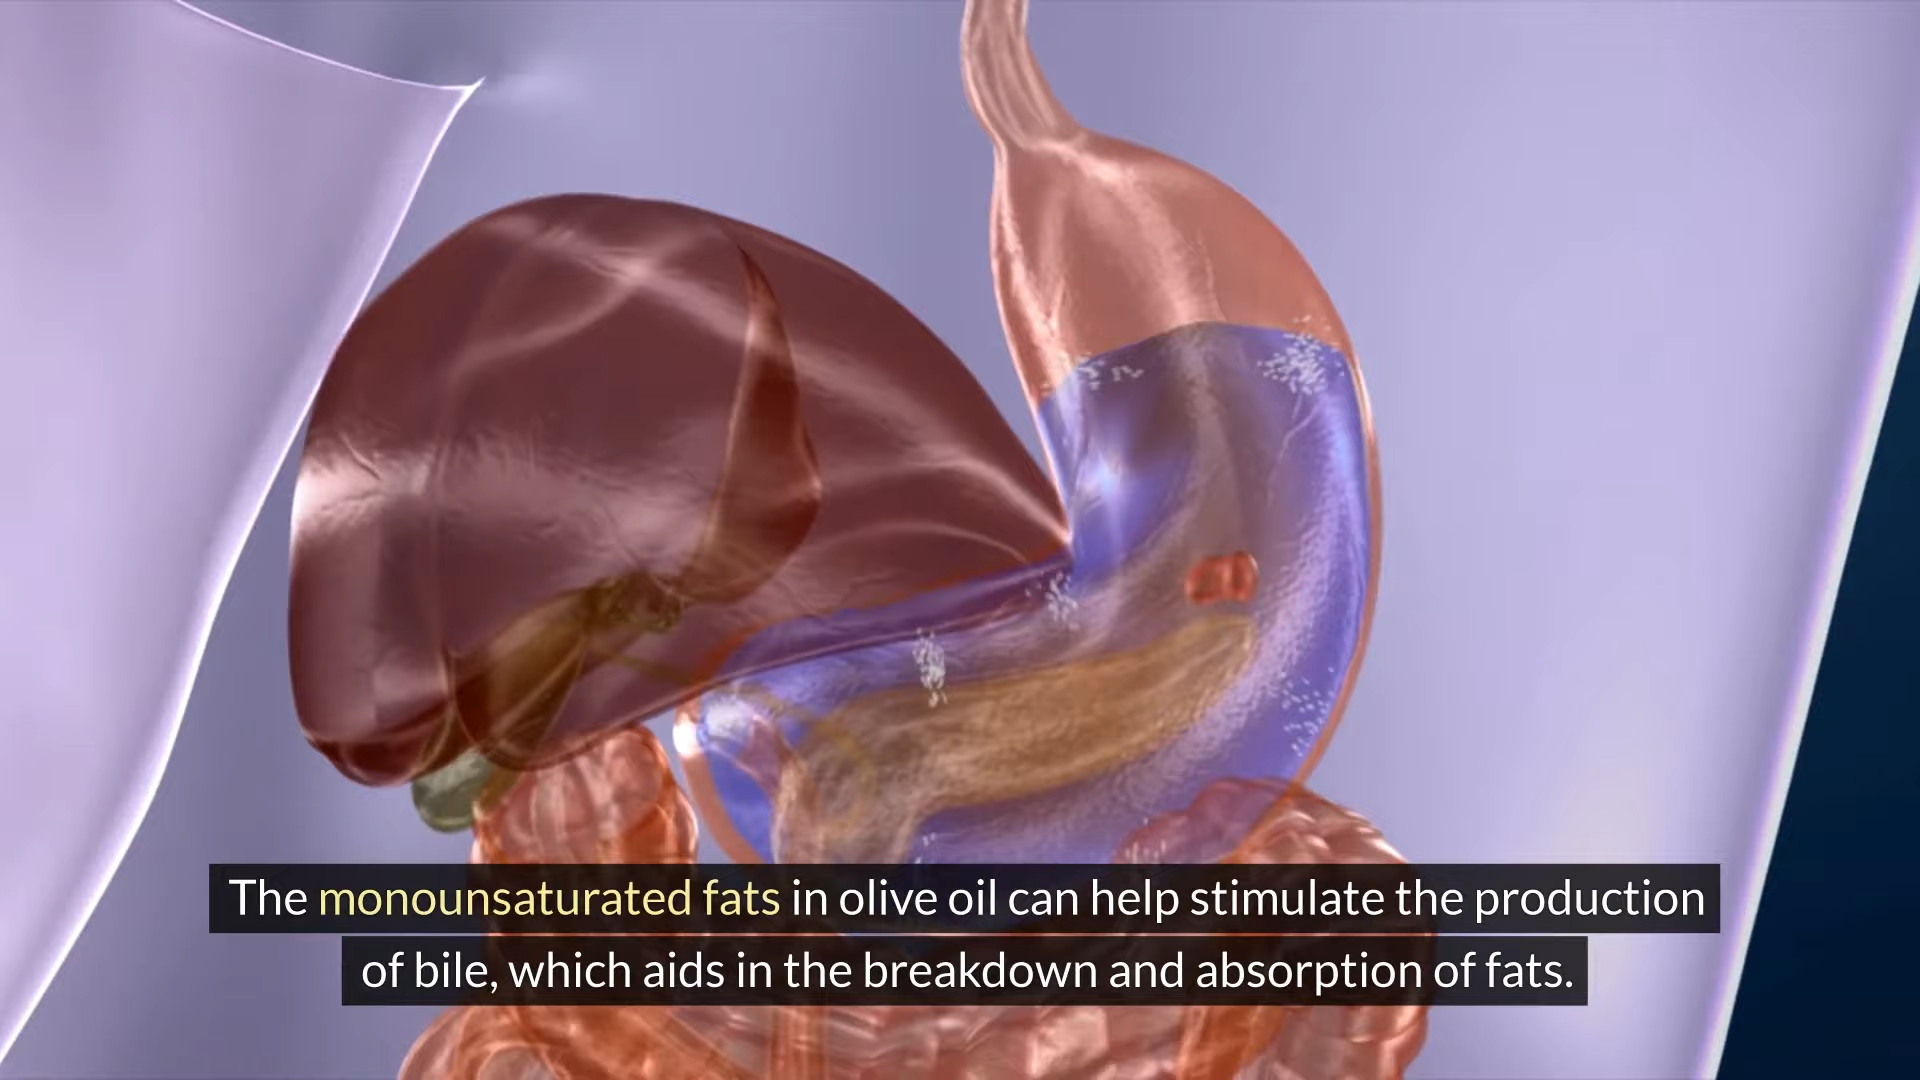 The monounsaturated fats in olive oil can help stimulate the production
of bile, which aids in the breakdown and absorption of fats.